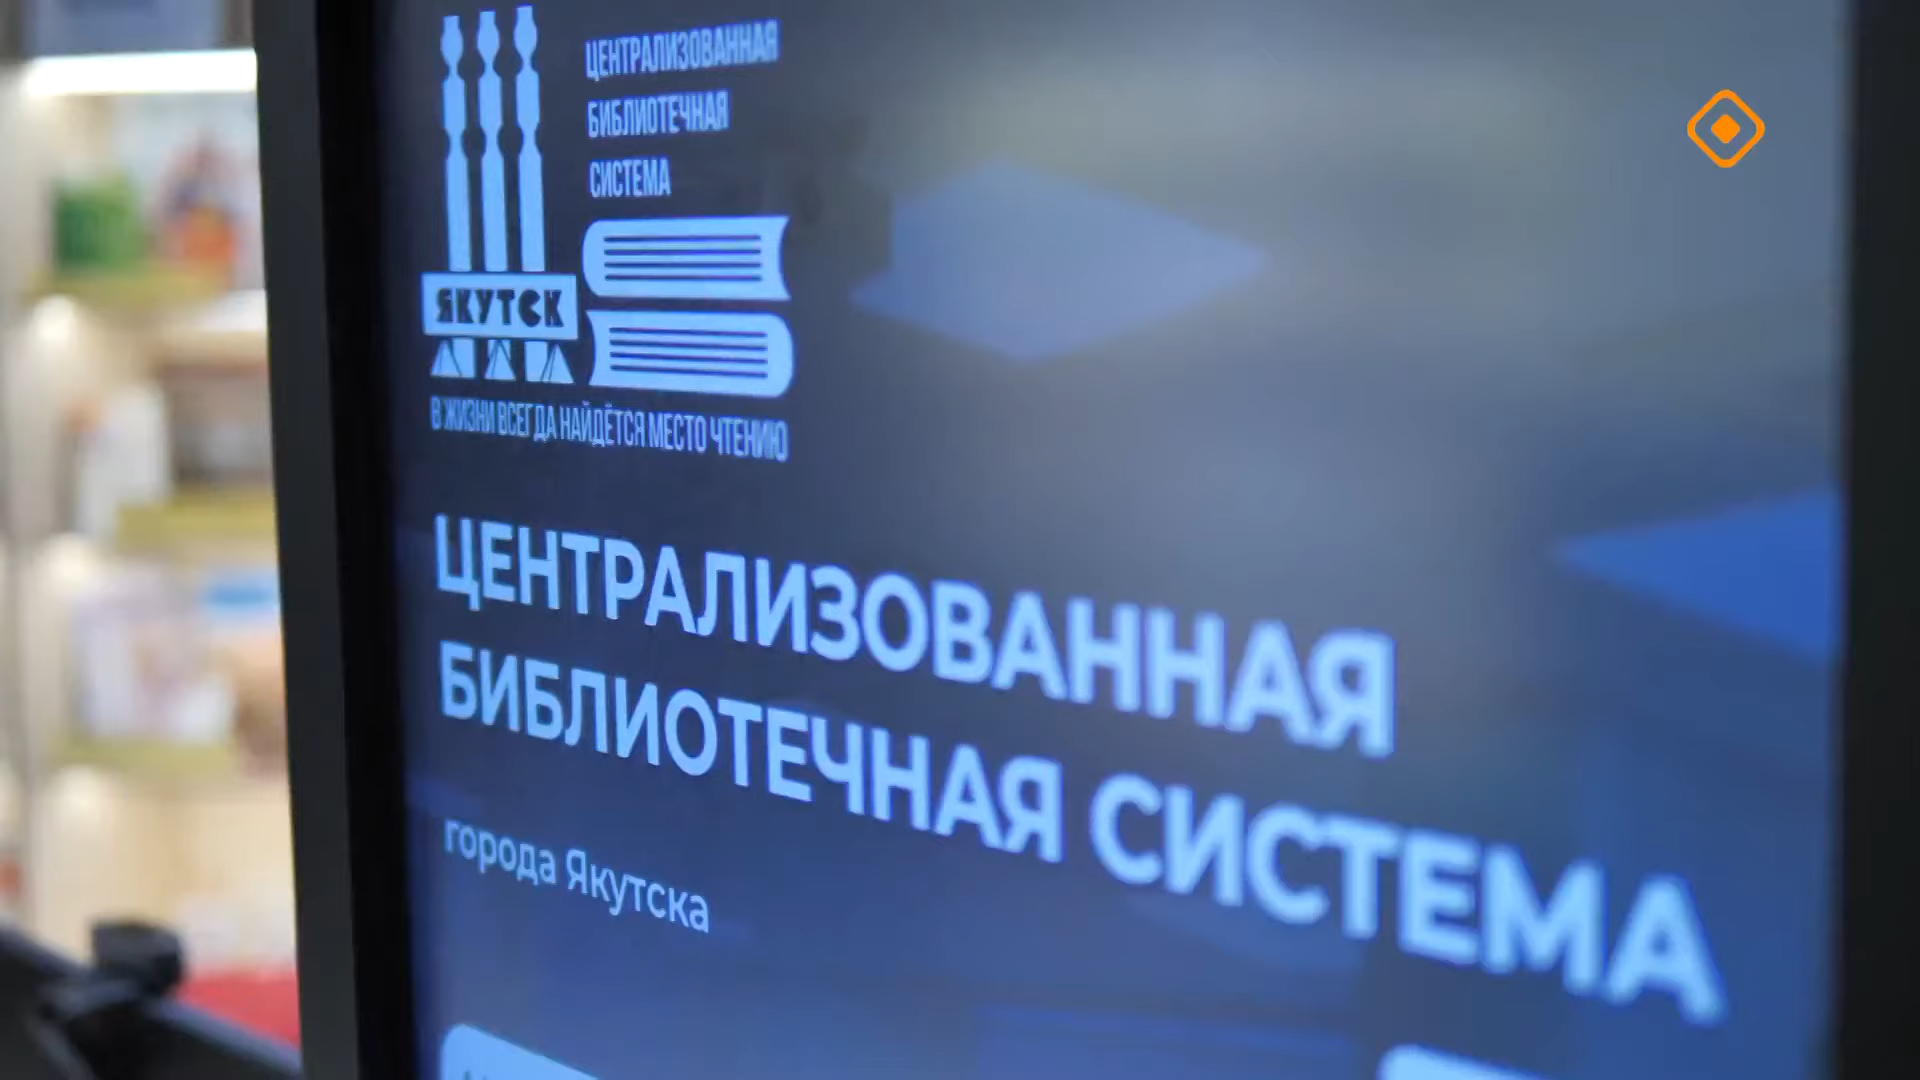 ЦЕНТРАЛИЗОВАННАЯ
БИБЛИОТЕЧНАЯ
СИСТЕМА
ЯКУТСК
В ЖИЗНИ ВСЕГДА НАЙДЁТСЯ МЕСТО ЧТЕНИЮ
ЦЕНТРАЛИЗОВАННАЯ
БИБЛИОТЕЧНАЯ СИСТЕМА
города Якутска